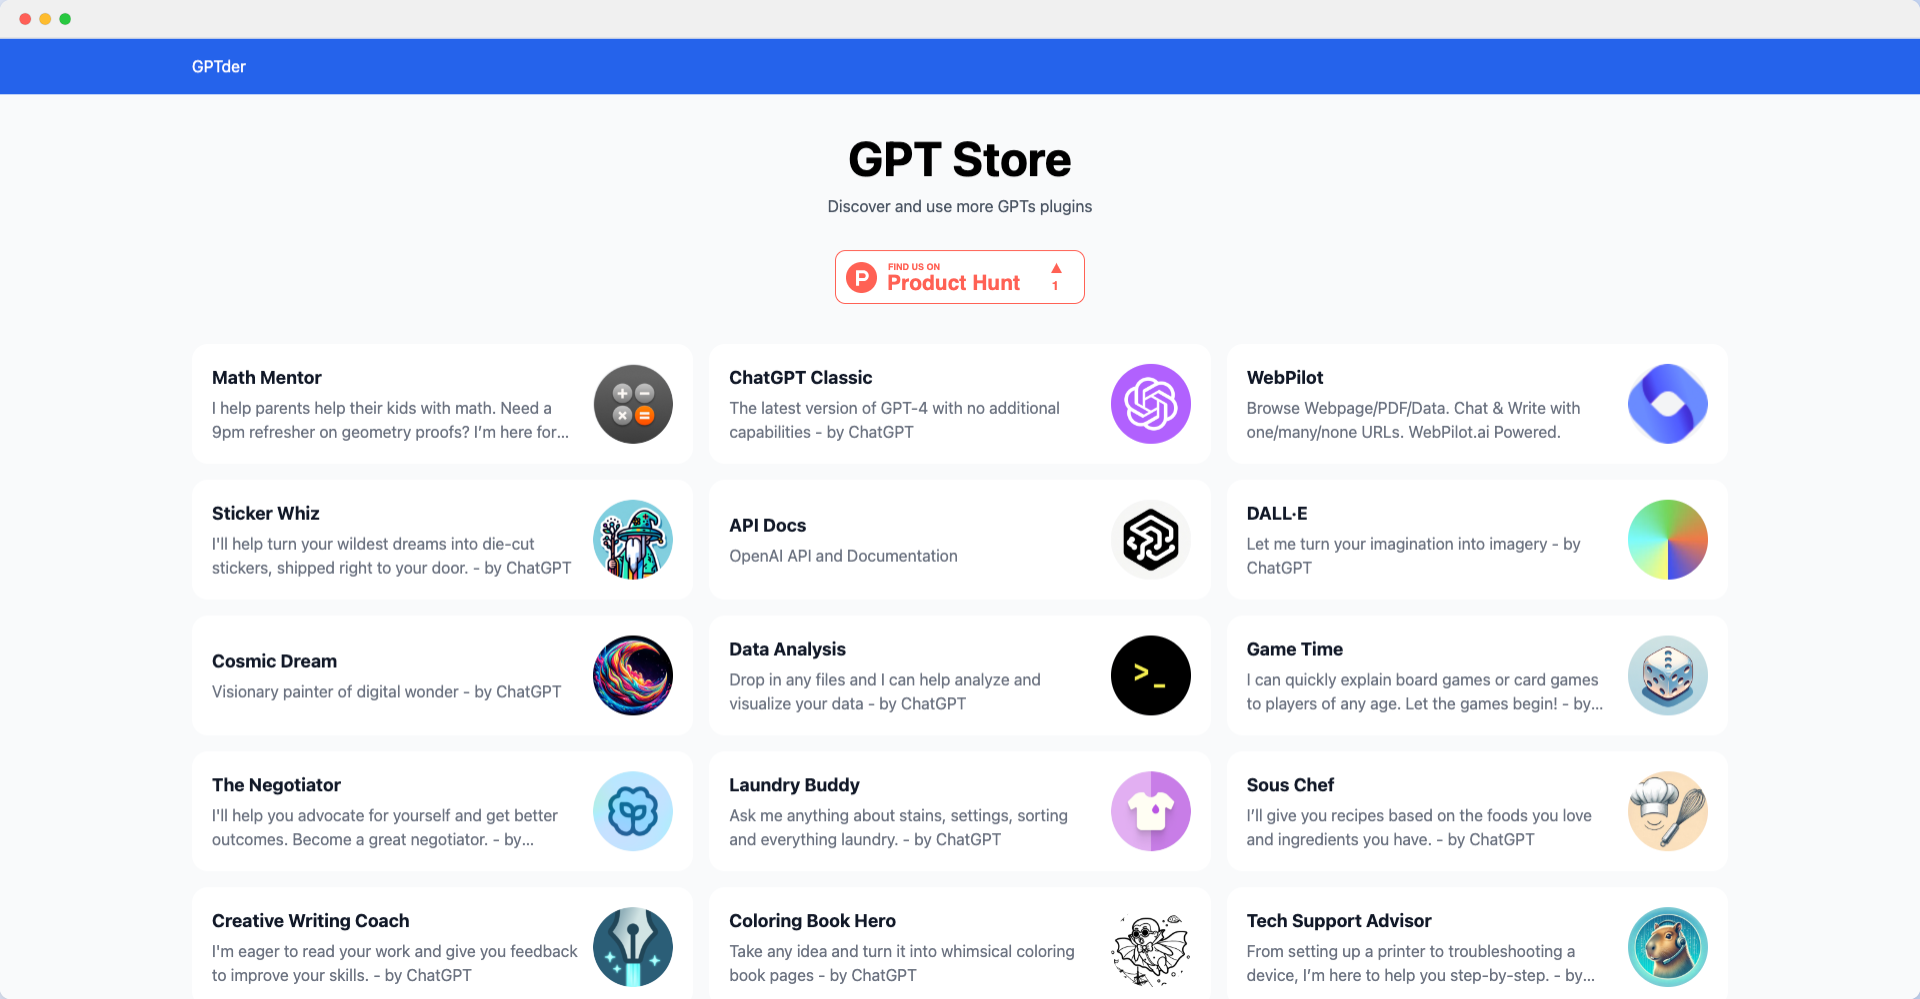 GPTder
GPT Store
Discover and use more GPTs plugins
FIND US ON
Product Hunt
1
Math Mentor
I help parents help their kids with math. Need a
9pm refresher on geometry proofs? I’m here for...
ChatGPT Classic
The latest version of GPT-4 with no additional
capabilities - by ChatGPT
WebPilot
Browse Webpage/PDF/Data. Chat & Write with
one/many/none URLs. WebPilot.ai Powered.
Sticker Whiz
I'll help turn your wildest dreams into die-cut
stickers, shipped right to your door. - by ChatGPT
API Docs
OpenAI API and Documentation
DALL·E
Let me turn your imagination into imagery - by
ChatGPT
Cosmic Dream
Visionary painter of digital wonder - by ChatGPT
Data Analysis
Drop in any files and I can help analyze and
visualize your data - by ChatGPT
Game Time
I can quickly explain board games or card games
to players of any age. Let the games begin! - by...
The Negotiator
I'll help you advocate for yourself and get better
outcomes. Become a great negotiator. - by...
Laundry Buddy
Ask me anything about stains, settings, sorting
and everything laundry. - by ChatGPT
Sous Chef
I’ll give you recipes based on the foods you love
and ingredients you have. - by ChatGPT
Creative Writing Coach
I'm eager to read your work and give you feedback
to improve your skills. - by ChatGPT
Coloring Book Hero
Take any idea and turn it into whimsical coloring
book pages - by ChatGPT
Tech Support Advisor
From setting up a printer to troubleshooting a
device, I’m here to help you step-by-step. - by...